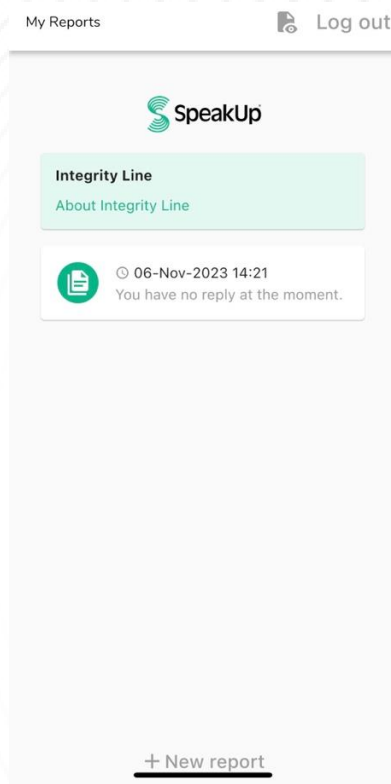 My Reports
Log out
SpeakUp
Integrity Line
About Integrity Line
06-Nov-2023 14:21
You have no reply at the moment.
+ New report